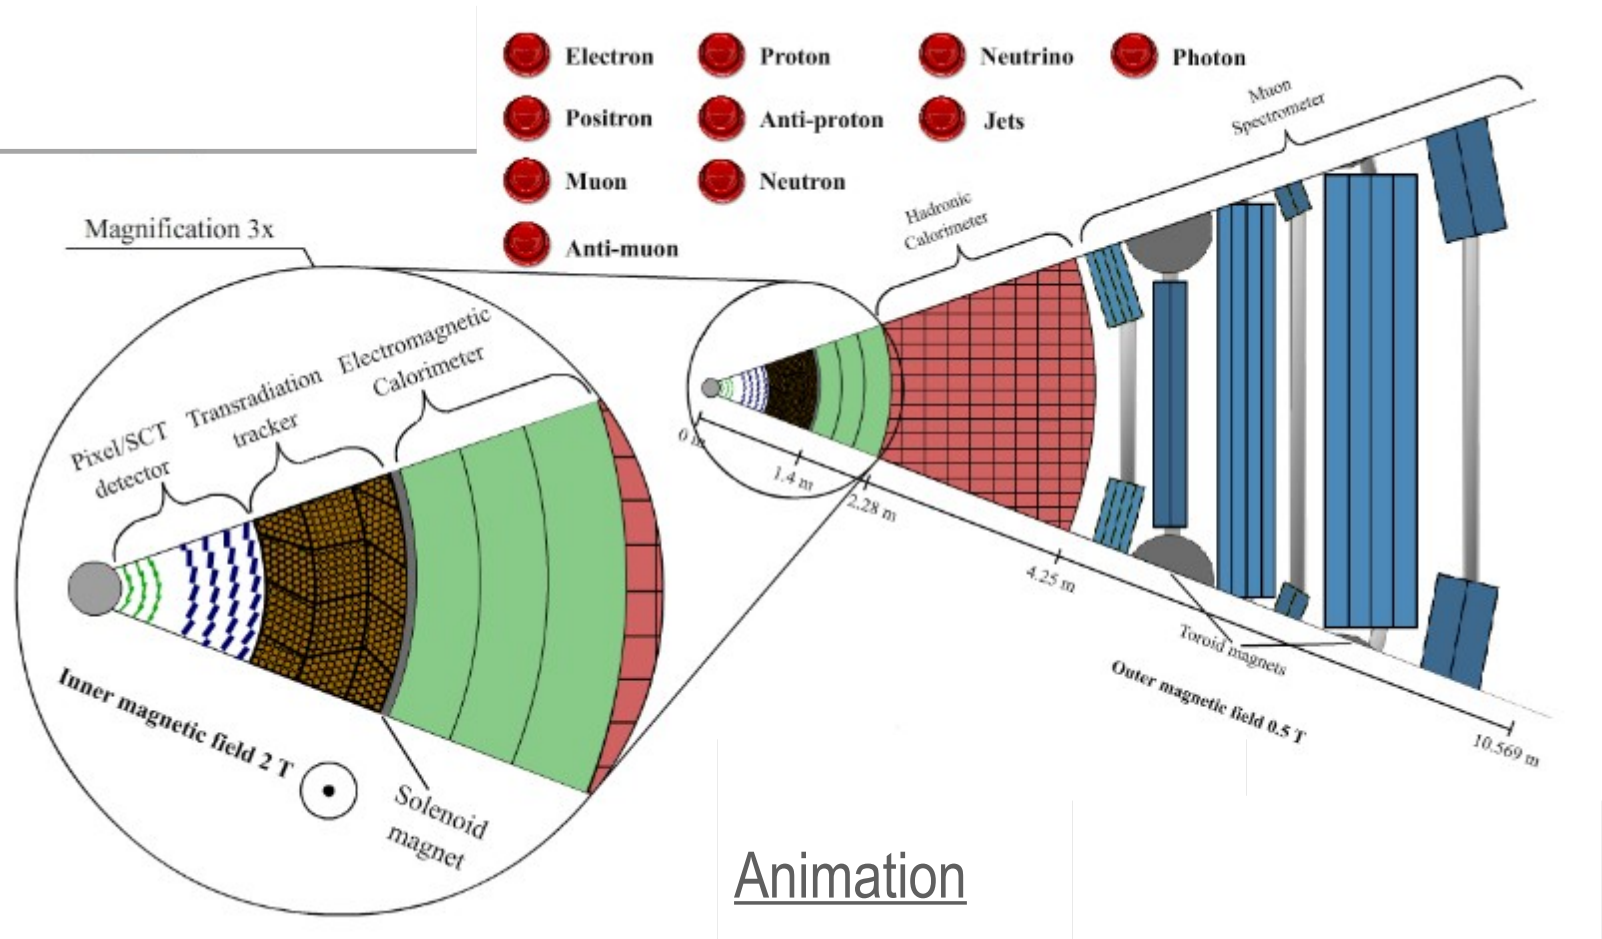 Electron
Proton
Neutrino
Photon
Positron
Anti-proton
Jets
Muon
Neutron
Anti-muon
Magnification 3x
Muon
Spectrometer
Hadronic
Calorimeter
Electromagnetic
Calorimeter
Transradiation
tracker
Pixel/SCT
detector
0 m
1.4 m
2.28 m
4.25 m
10.569 m
Toroid magnets
Outer magnetic field 0.5 T
Inner magnetic field 2 T
Solenoid
magnet
Animation